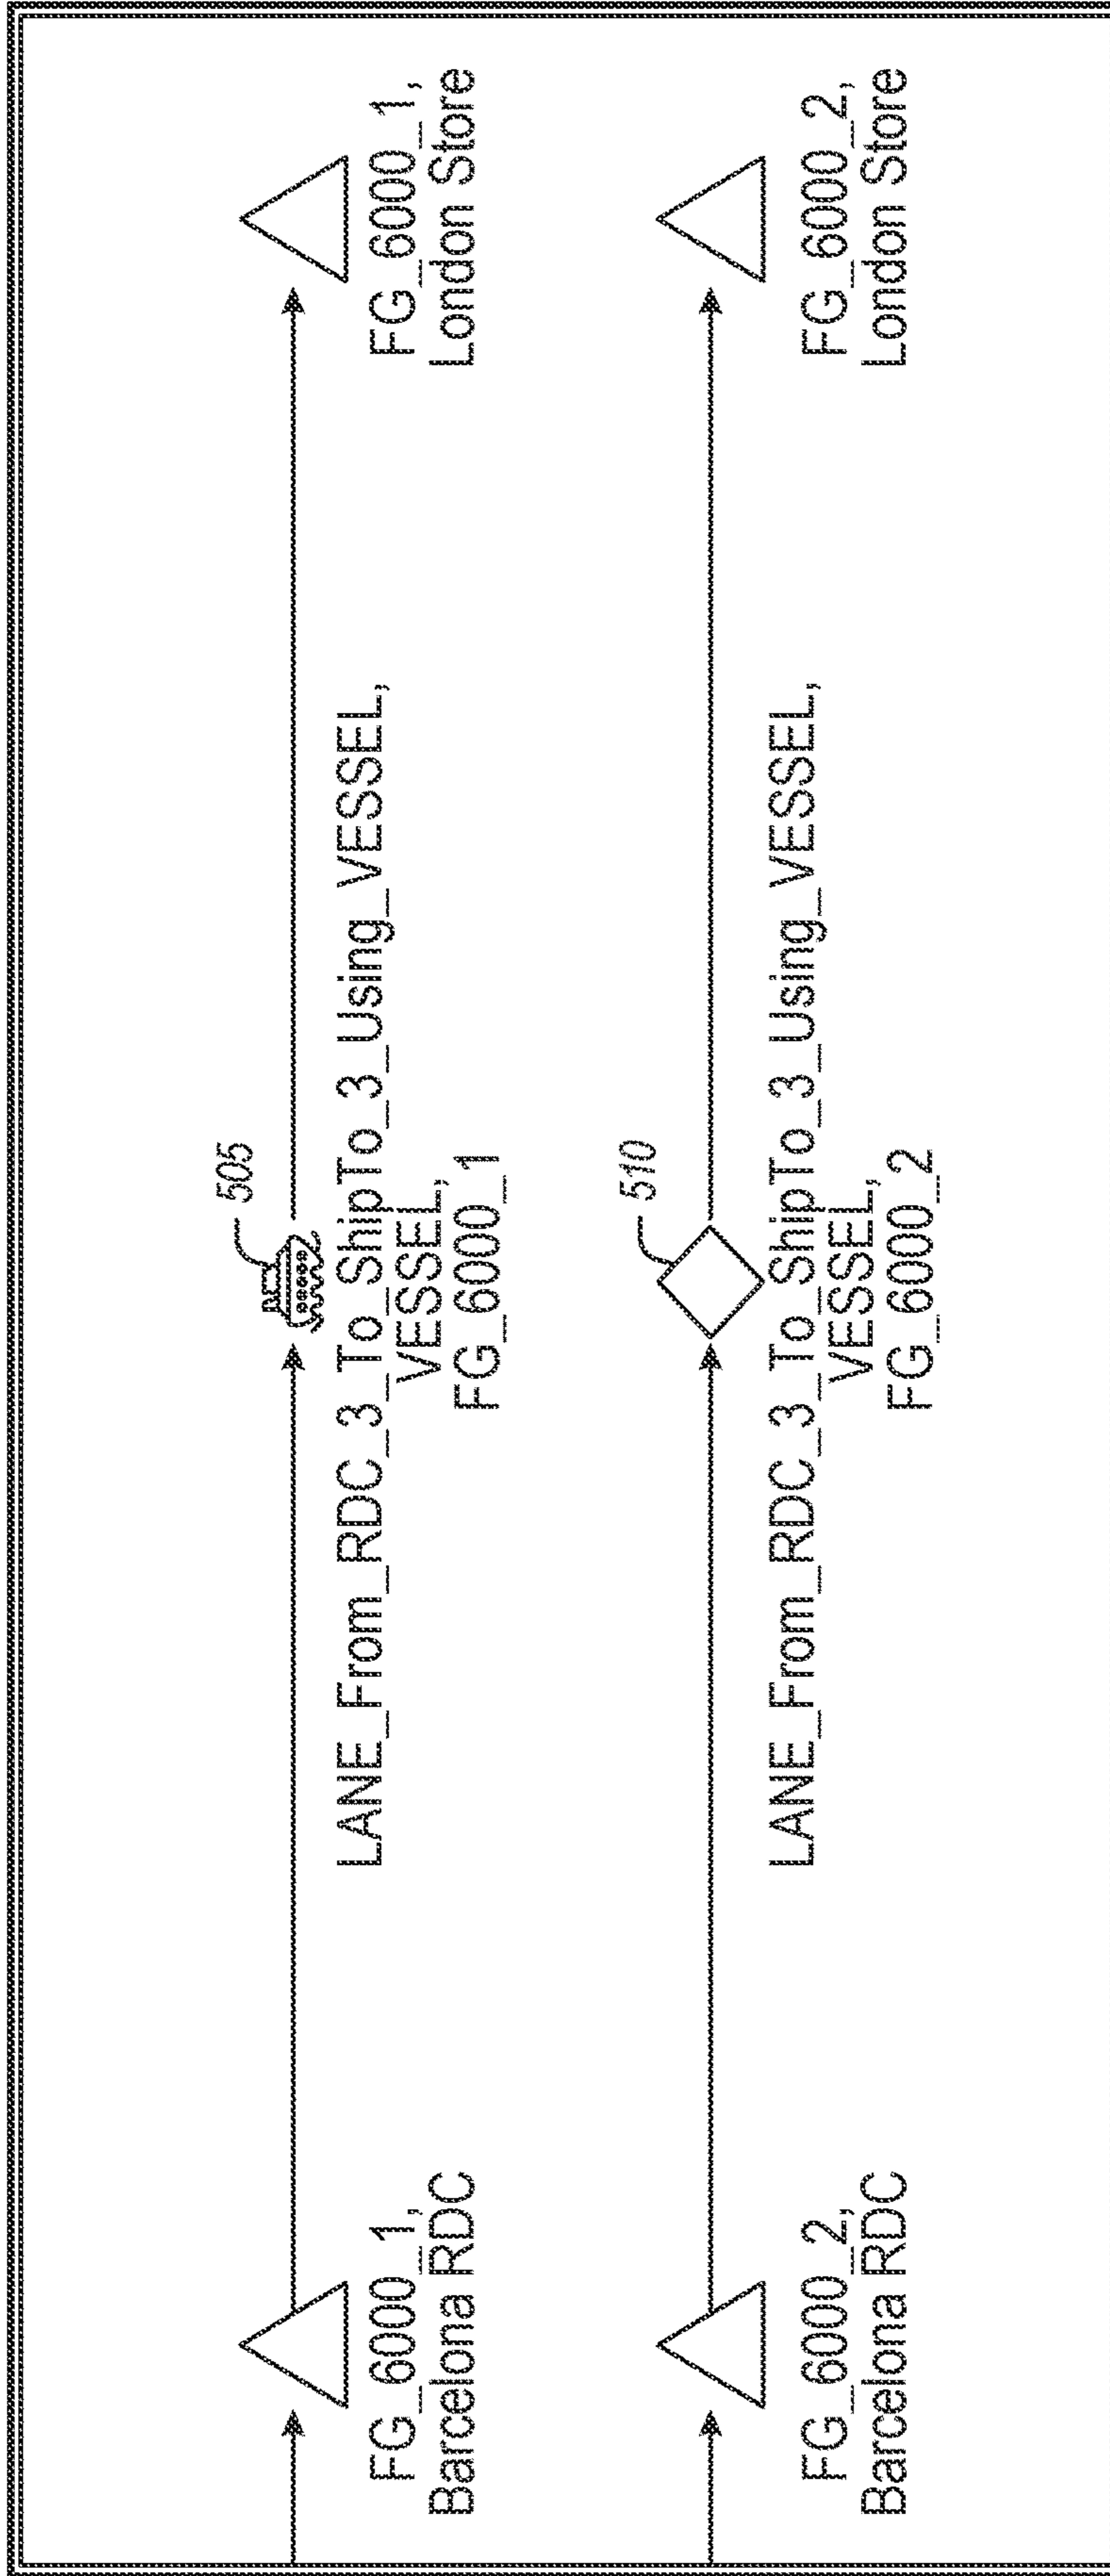 505
FG_6000_1,
Barcelona RDC
LANE_From_RDC_3_To_ShipTo_3_Using_VESSEL,
VESSEL,
FG_6000_1
FG_6000_1,
London Store
510
FG_6000_2,
Barcelona RDC
LANE_From_RDC_3_To_ShipTo_3_Using_VESSEL,
VESSEL,
FG_6000_2
FG_6000_2,
London Store